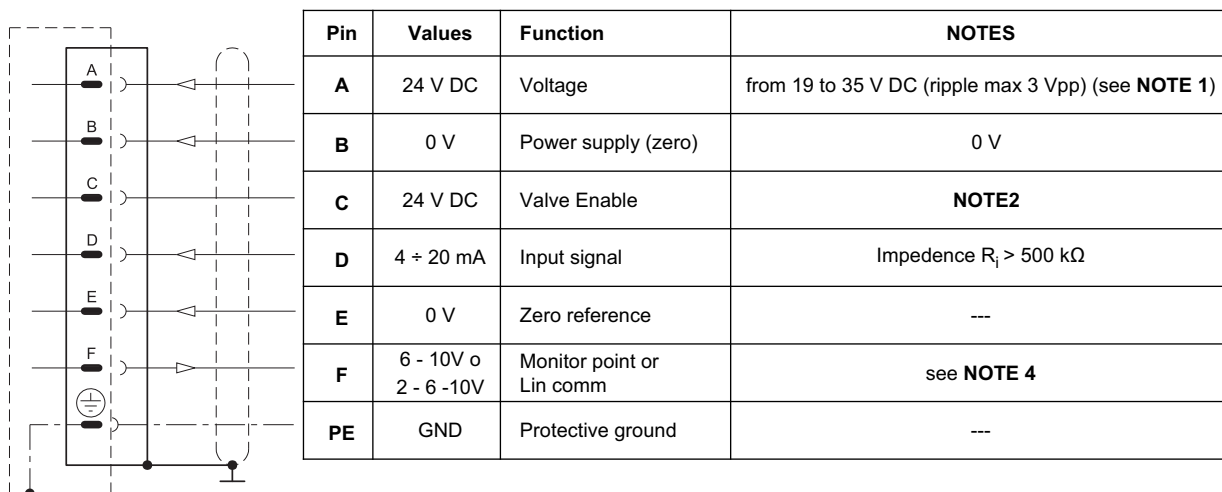 A
B
C
D
E
F
Pin Values Function NOTES
A 24 V DC Voltage from 19 to 35 V DC (ripple max 3 Vpp) (see NOTE 1)
B 0 V Power supply (zero) 0 V
C 24 V DC Valve Enable NOTE2
D 4 ÷ 20 mA Input signal Impedence Ri > 500 kΩ
E 0 V Zero reference ---
F 6 - 10V o Monitor point or see NOTE 4
2 - 6 -10V Lin comm
PE GND Protective ground ---